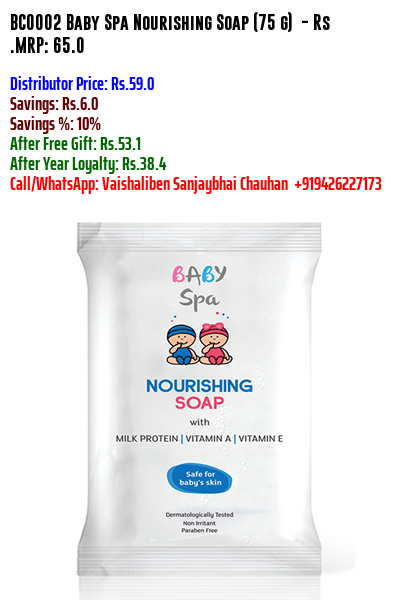 BC0002 Baby Spa Nourishing Soap (75 g) - Rs
.MRP: 65.0
Distributor Price: Rs.59.0
Savings: Rs.6.0
Savings %: 10%
After Free Gift: Rs.53.1
After Year Loyalty: Rs.38.4
Call/WhatsApp: Vaishaliben Sanjaybhai Chauhan +919426227173
BABY
Spa
NOURISHING
SOAP
with
MILK PROTEIN | VITAMIN A | VITAMIN E
Safe for
baby's skin
Dermatologically Tested
Non Irritant
Paraben Free